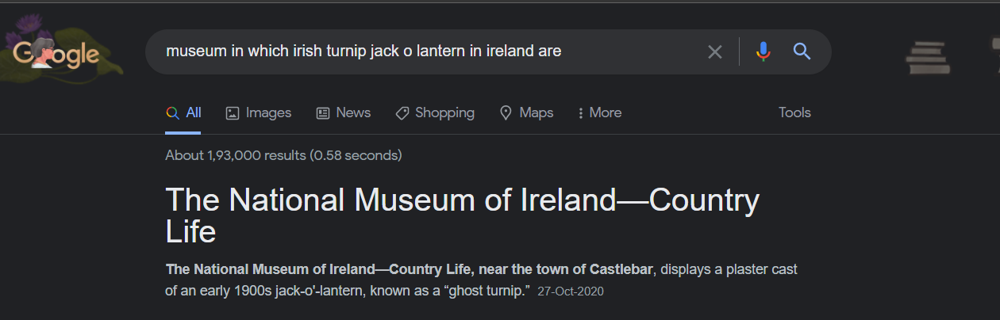 Google
museum in which irish turnip jack o lantern in ireland are
All Images News Shopping Maps More Tools
About 1,93,000 results (0.58 seconds)
The National Museum of Ireland—Country
Life
The National Museum of Ireland—Country Life, near the town of Castlebar, displays a plaster cast
of an early 1900s jack-o'-lantern, known as a “ghost turnip.” 27-Oct-2020